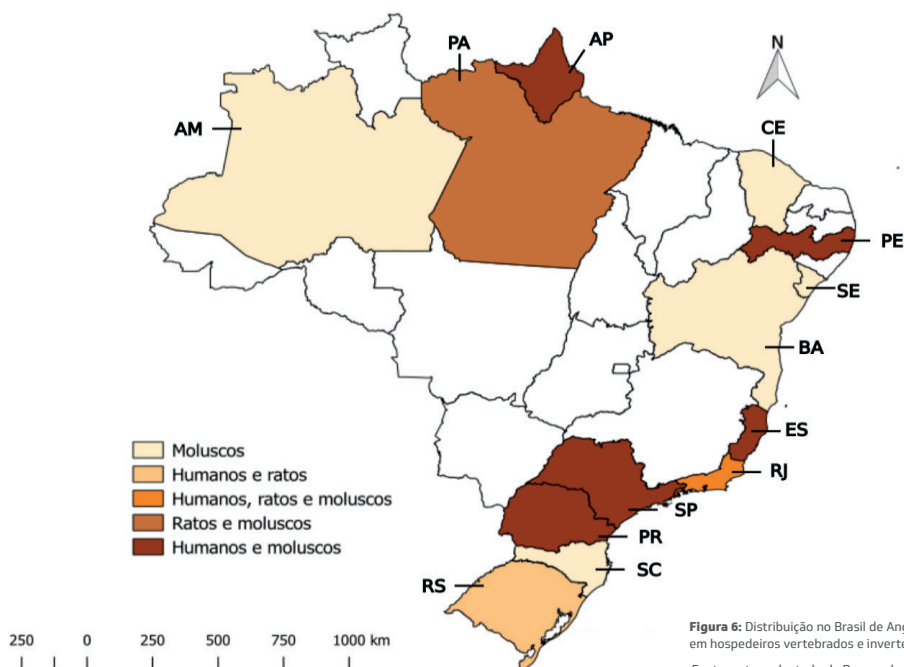 PA
AP
N
AM
CE
PE
SE
BA
ES
RJ
SP
PR
SC
RS
Moluscos
Humanos e ratos
Humanos, ratos e moluscos
Ratos e moluscos
Humanos e moluscos
250 0 250 500 750 1000 km
Figura 6: Distribuição no Brasil de
em hospedeiros vertebrados e